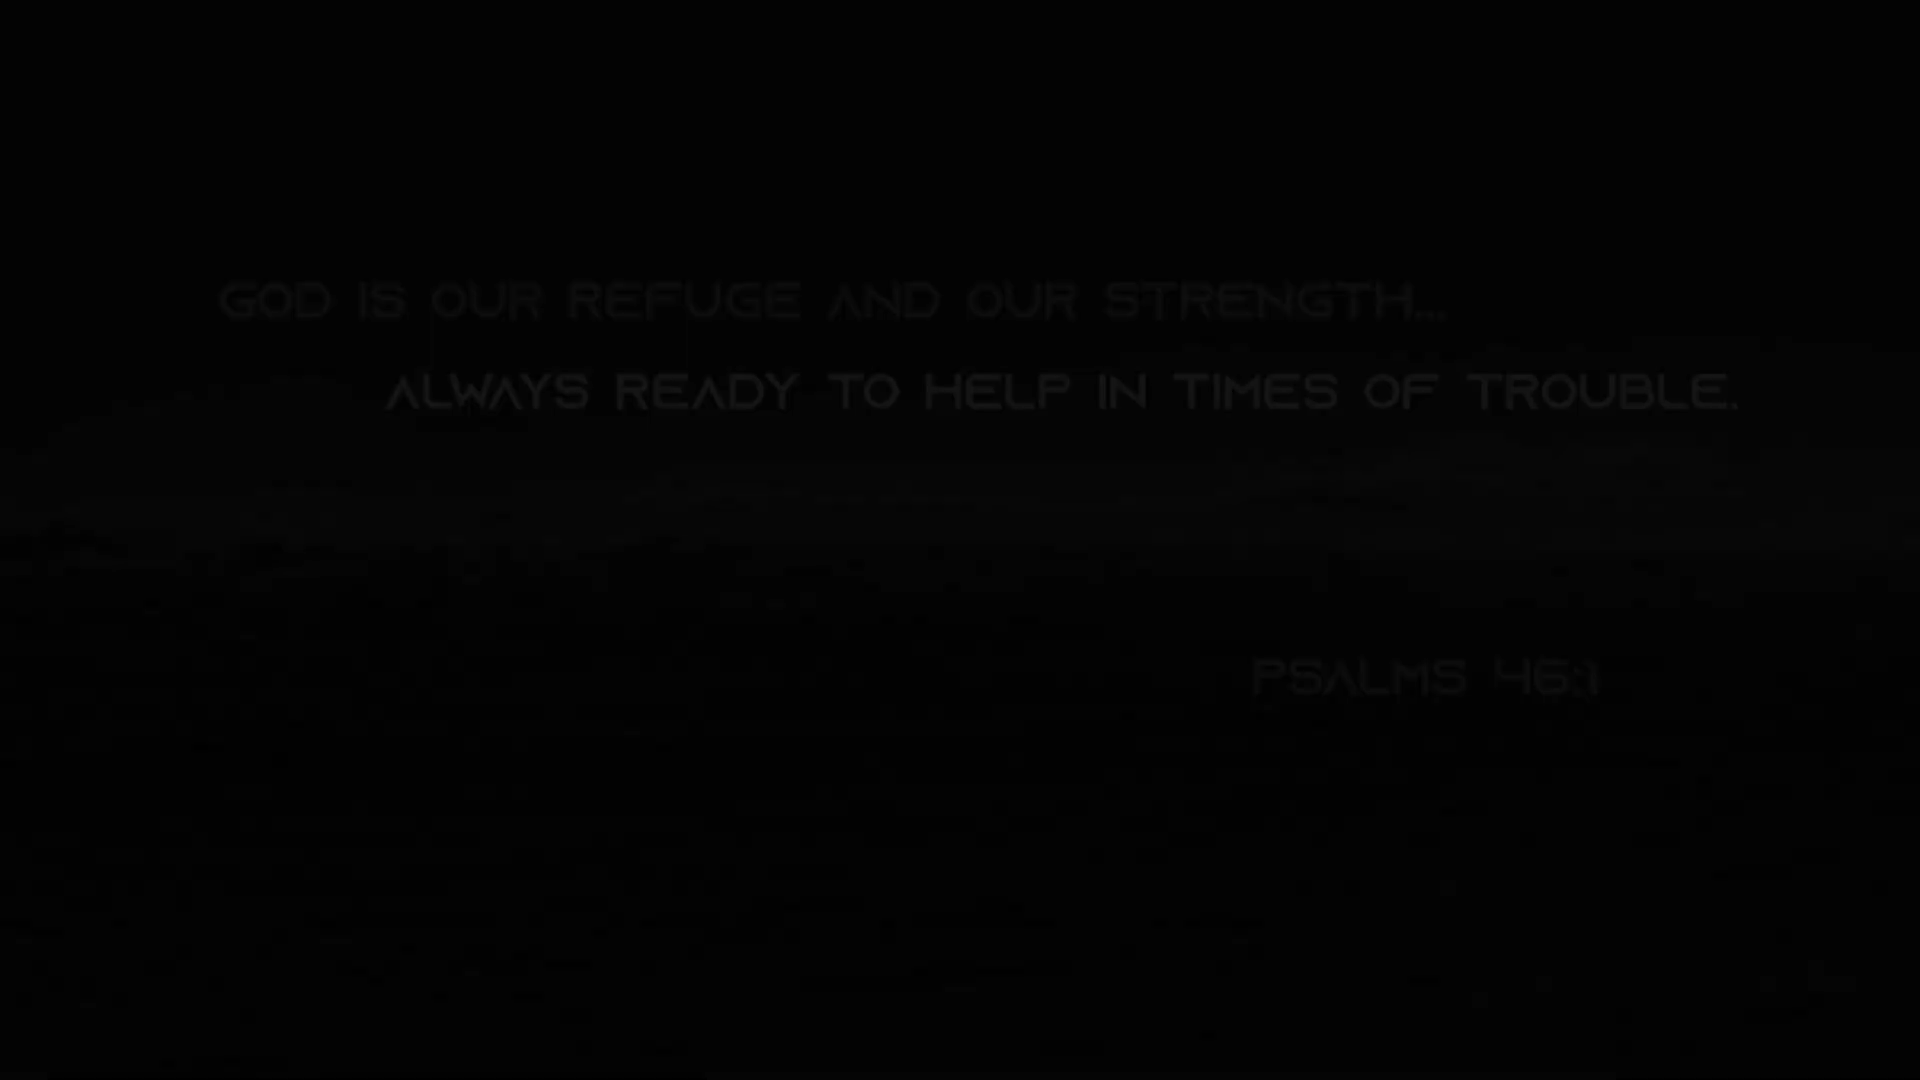 GOD IS OUR REFUGE AND OUR STRENGTH...
ALWAYS READY TO HELP IN TIMES OF TROUBLE.
PSALMS 46:1